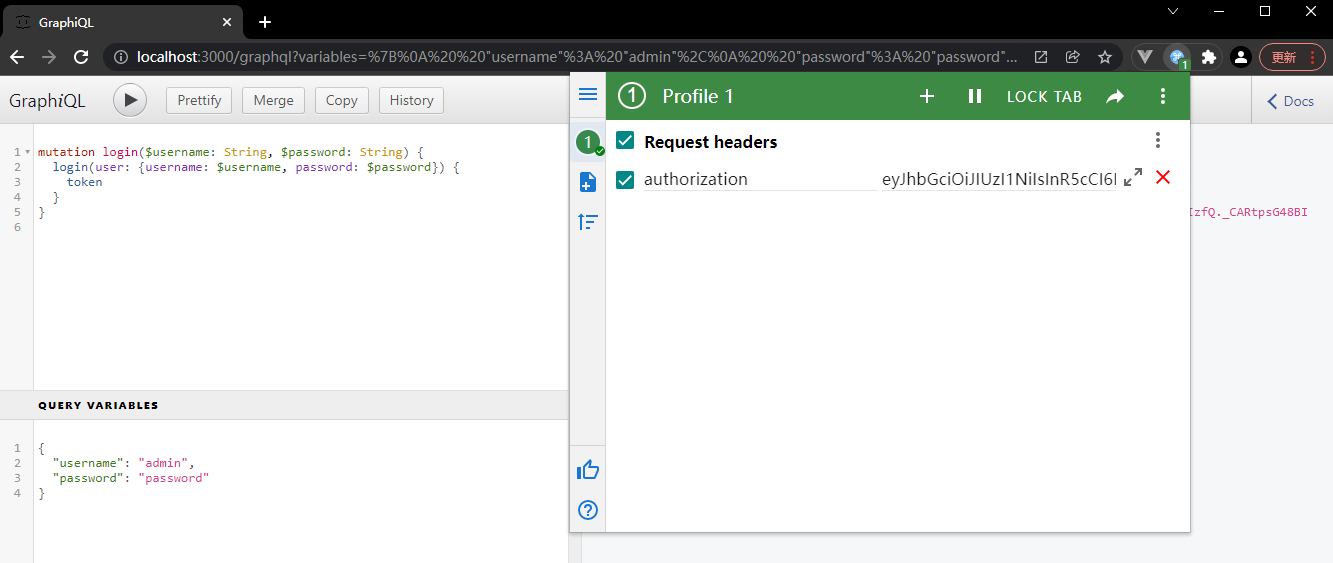 GraphiQL
localhost:3000/graphql?variables=%7B%0A%20%20"username"%3A%20"admin"%2C%0A%20%20"password"%3A%20"password"...
1
更新
GraphiQL
Prettify
Merge
Copy
History
Docs
1 Profile 1
LOCK TAB
1
Request headers
authorization
eyJhbGciOiJIUzI1NiIsInR5cCI6I
IzfQ._CARtpsG48BI
1 mutation login($username: String, $password: String) {
2 login(user: {username: $username, password: $password}) {
3 token
4 }
5 }
6
QUERY VARIABLES
1 {
2 "username": "admin",
3 "password": "password"
4 }